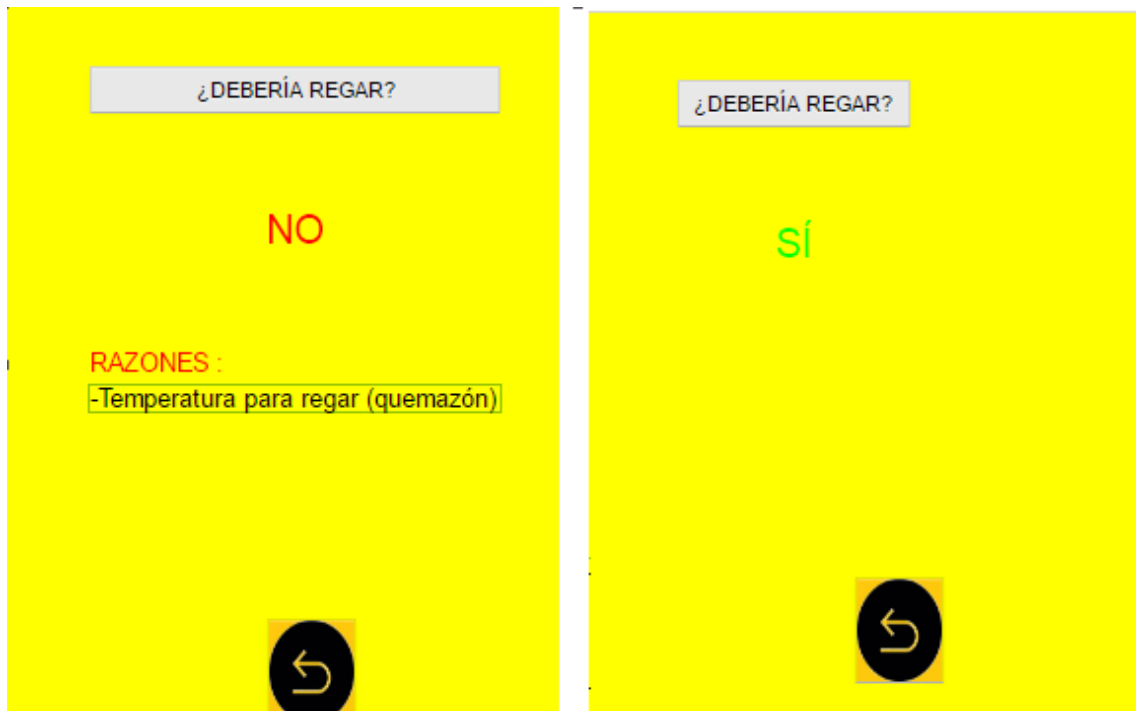 ¿DEBERÍA REGAR?
NO
RAZONES :
-Temperatura para regar (quemazón)
¿DEBERÍA REGAR?
SÍ